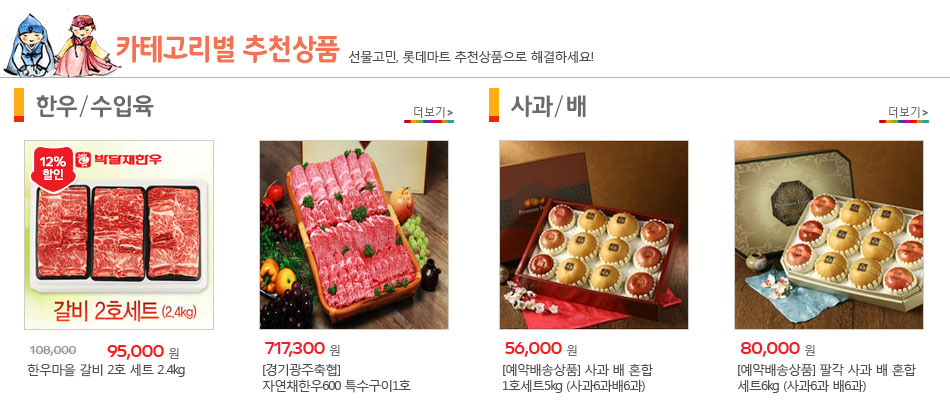 카테고리별 추천상품 선물고민, 롯데마트 추천상품으로 해결하세요!
한우/수입육 더보기>
사과/배 더보기>
12%
할인
박달재한우
갈비 2호세트(2,4kg)
108,000 95,000 원
한우마을 갈비 2호 세트 2.4kg
717,300 원
[경기광주축협]
자연채한우600 특수구이1호
56,000 원
[예약배송상품] 사과 배 혼합
1호세트5kg (사과6과배6과)
80,000 원
[예약배송상품] 팔각 사과 배 혼합
세트6kg (사과6과 배6과)